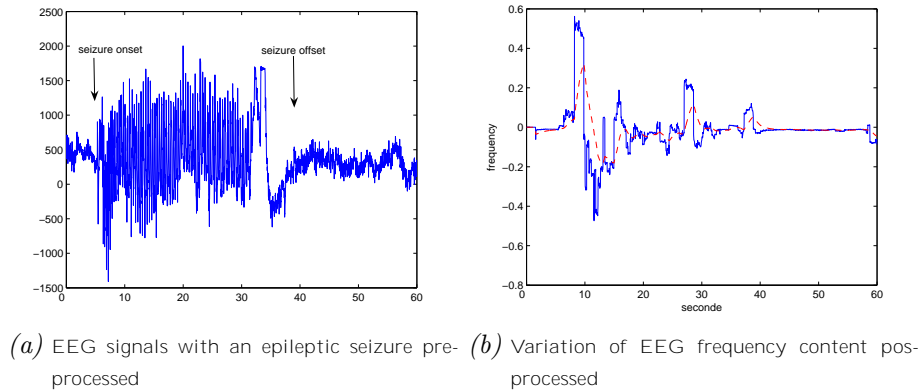 2500
2000
1500
1000
500
0
−500
−1000
−1500
0 10 20 30 40 50 60
seizure onset
seizure offset
0.6
0.4
0.2
0
−0.2
−0.4
−0.6
−0.8
0 10 20 30 40 50 60
frequency
seconde
(a) EEG signals with an epileptic seizure pre-
processed
(b) Variation of EEG frequency content pos-
processed